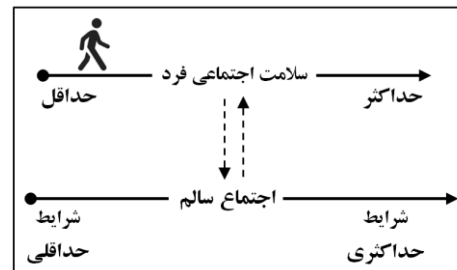 سلامت اجتماعی فرد
حداقل
حداکثر
اجتماع سالم
شرایط
حداقلی
شرایط
حداکثری